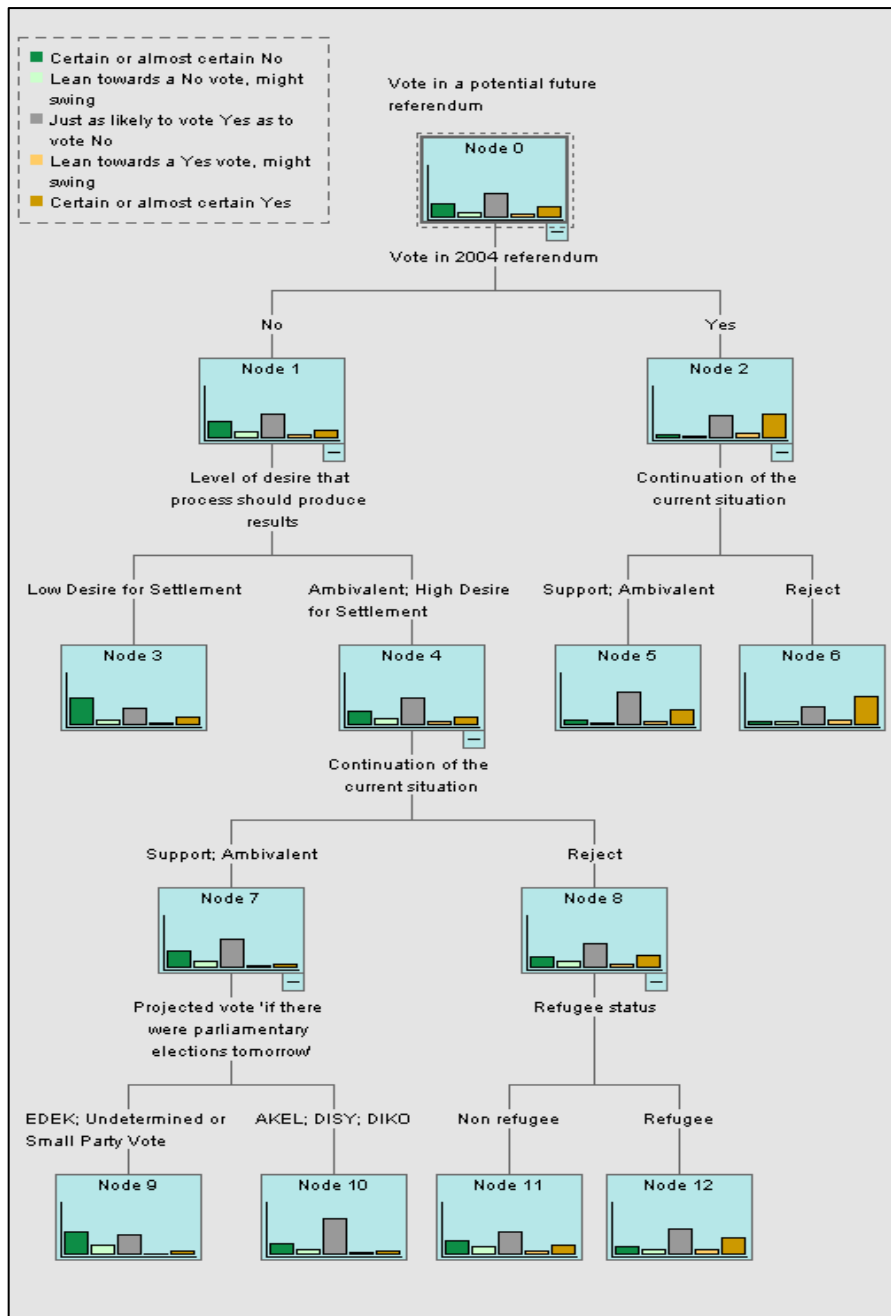 Certain or almost certain No
Lean towards a No vote, might
swing
Just as likely to vote Yes as to
vote No
Lean towards a Yes vote, might
swing
Certain or almost certain Yes
Vote in a potential future
referendum
Node 0
Vote in 2004 referendum
No
Yes
Node 1
Node 2
Level of desire that
process should produce
results
Continuation of the
current situation
Low Desire for Settlement
Ambivalent; High Desire
for Settlement
Support; Ambivalent
Reject
Node 3
Node 4
Node 5
Node 6
Continuation of the
current situation
Support; Ambivalent
Reject
Node 7
Node 8
Projected vote 'if there
were parliamentary
elections tomorrow'
Refugee status
EDEK; Undetermined or
Small Party Vote
AKEL; DISY; DIKO
Non refugee
Refugee
Node 9
Node 10
Node 11
Node 12